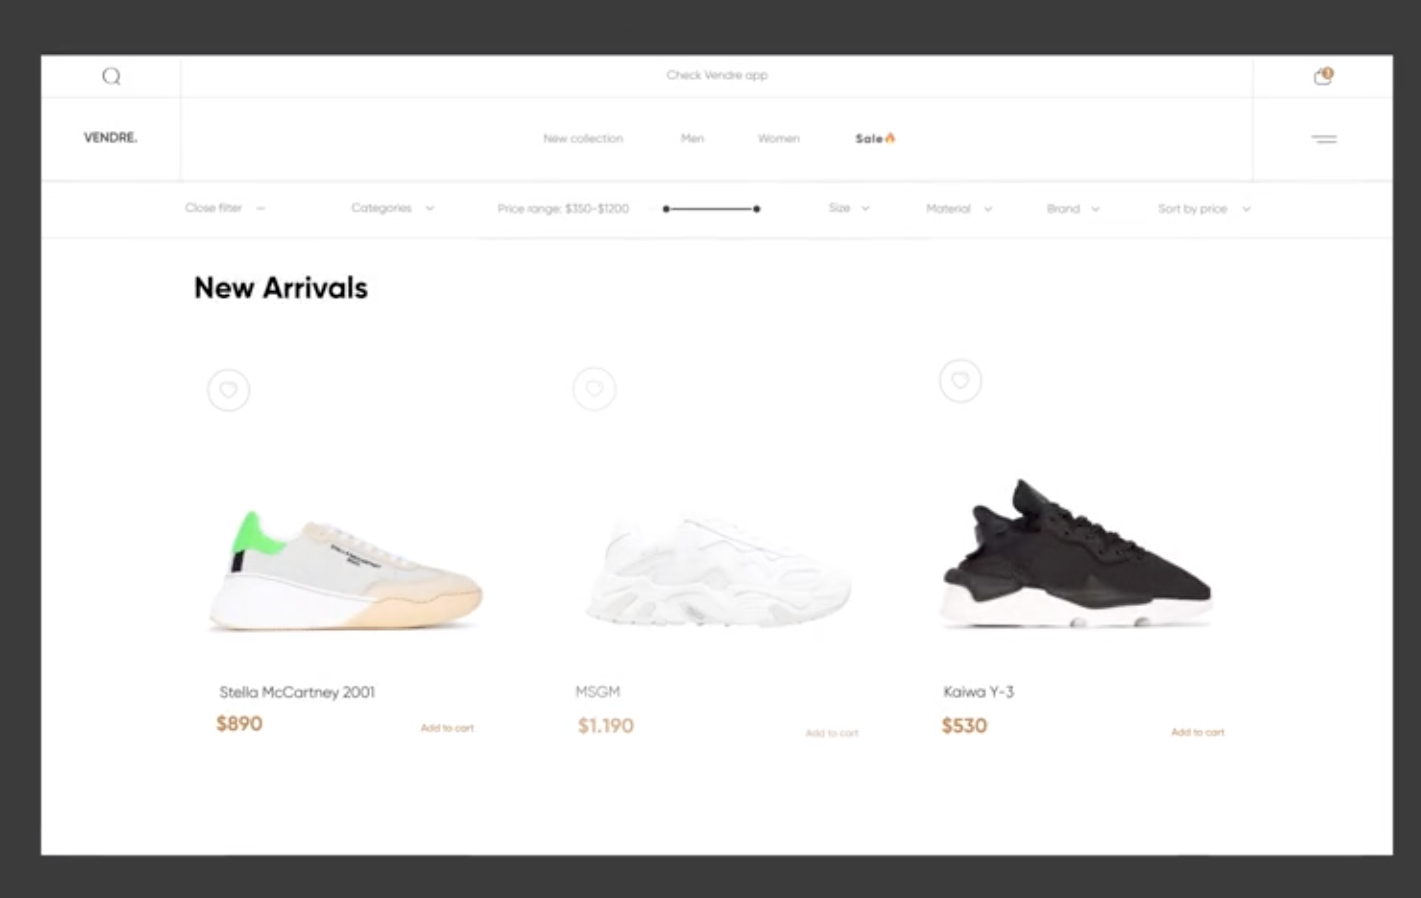 Check Vendre app
VENDRE.
New collection
Men
Women
Sale🔥
Close filter
Categories
Price range: $350-$1200
Size
Material
Brand
Sort by price
New Arrivals
Stella McCartney 2001
$890
Add to cart
MSGM
$1.190
Add to cart
Kaiwa Y-3
$530
Add to cart